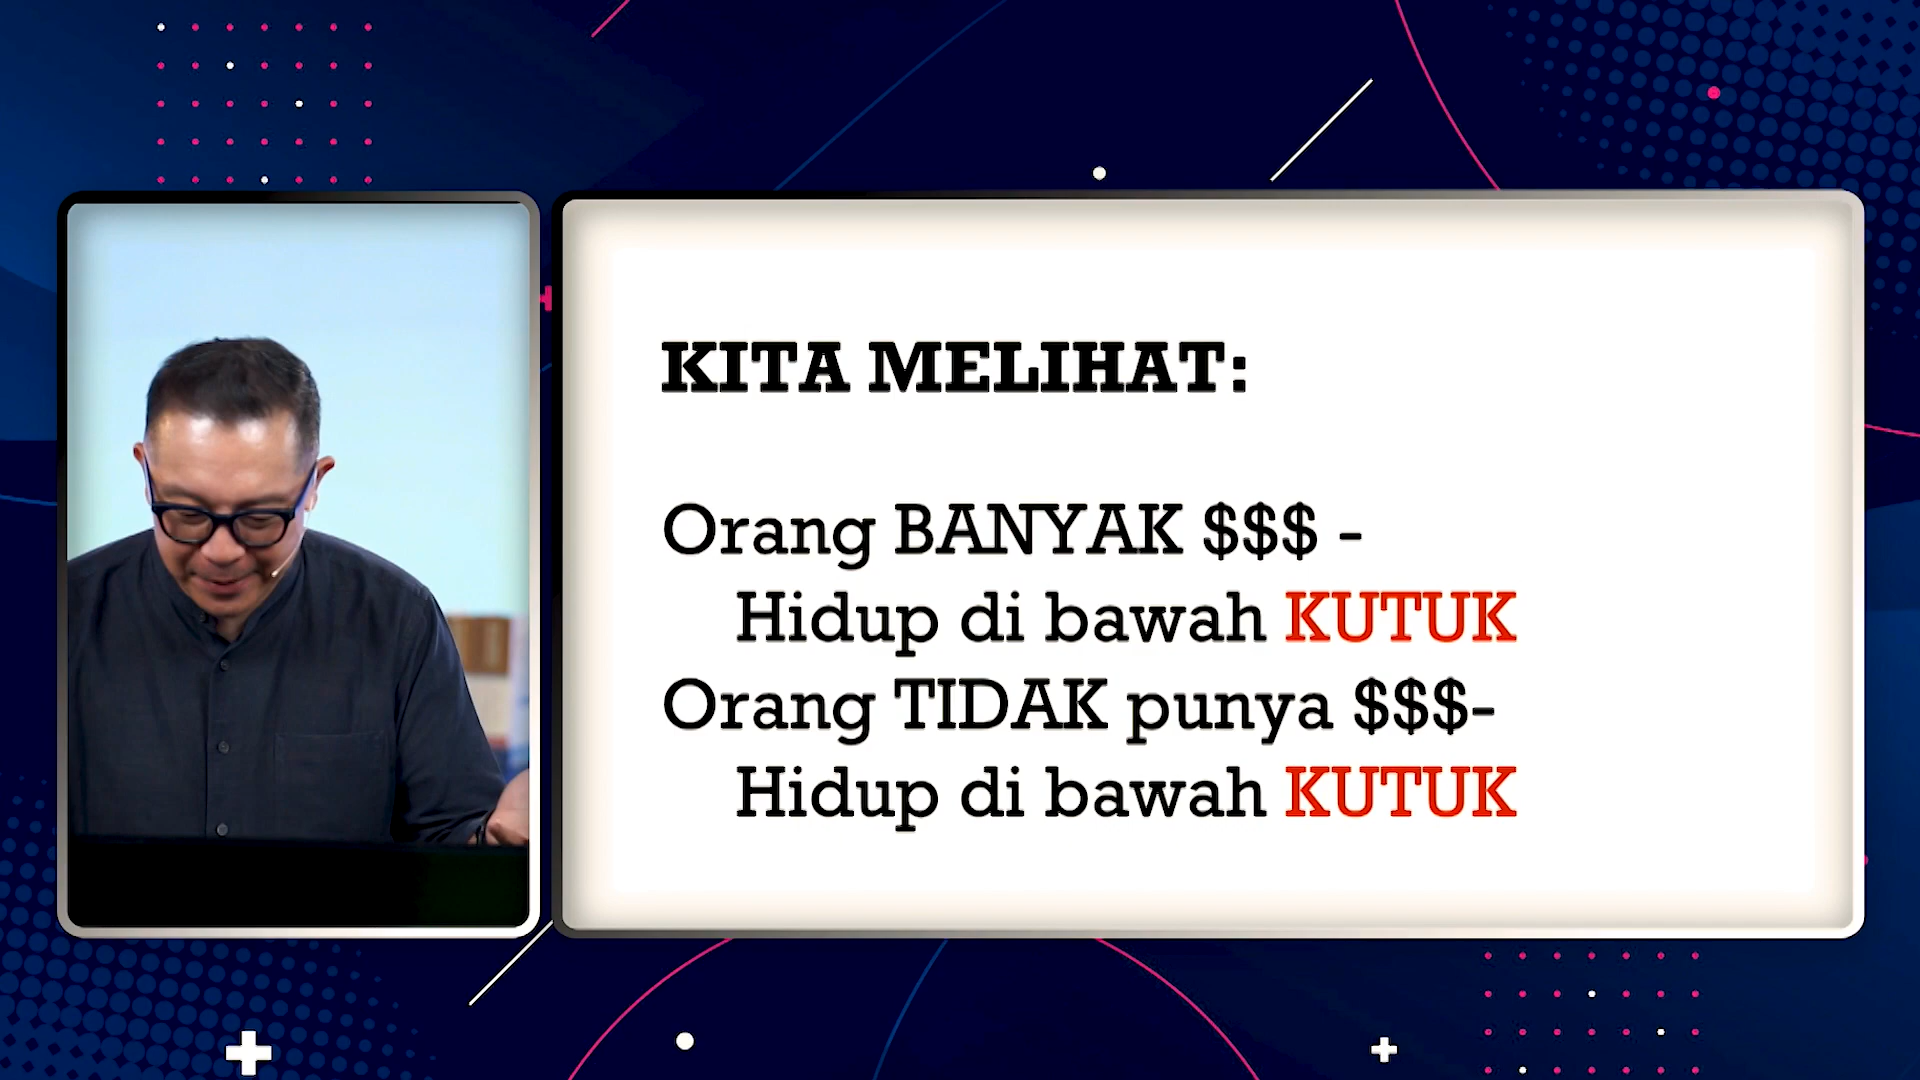 KITA MELIHAT:
Orang BANYAK $$$ -
Hidup di bawah KUTUK
Orang TIDAK punya $$$-
Hidup di bawah KUTUK